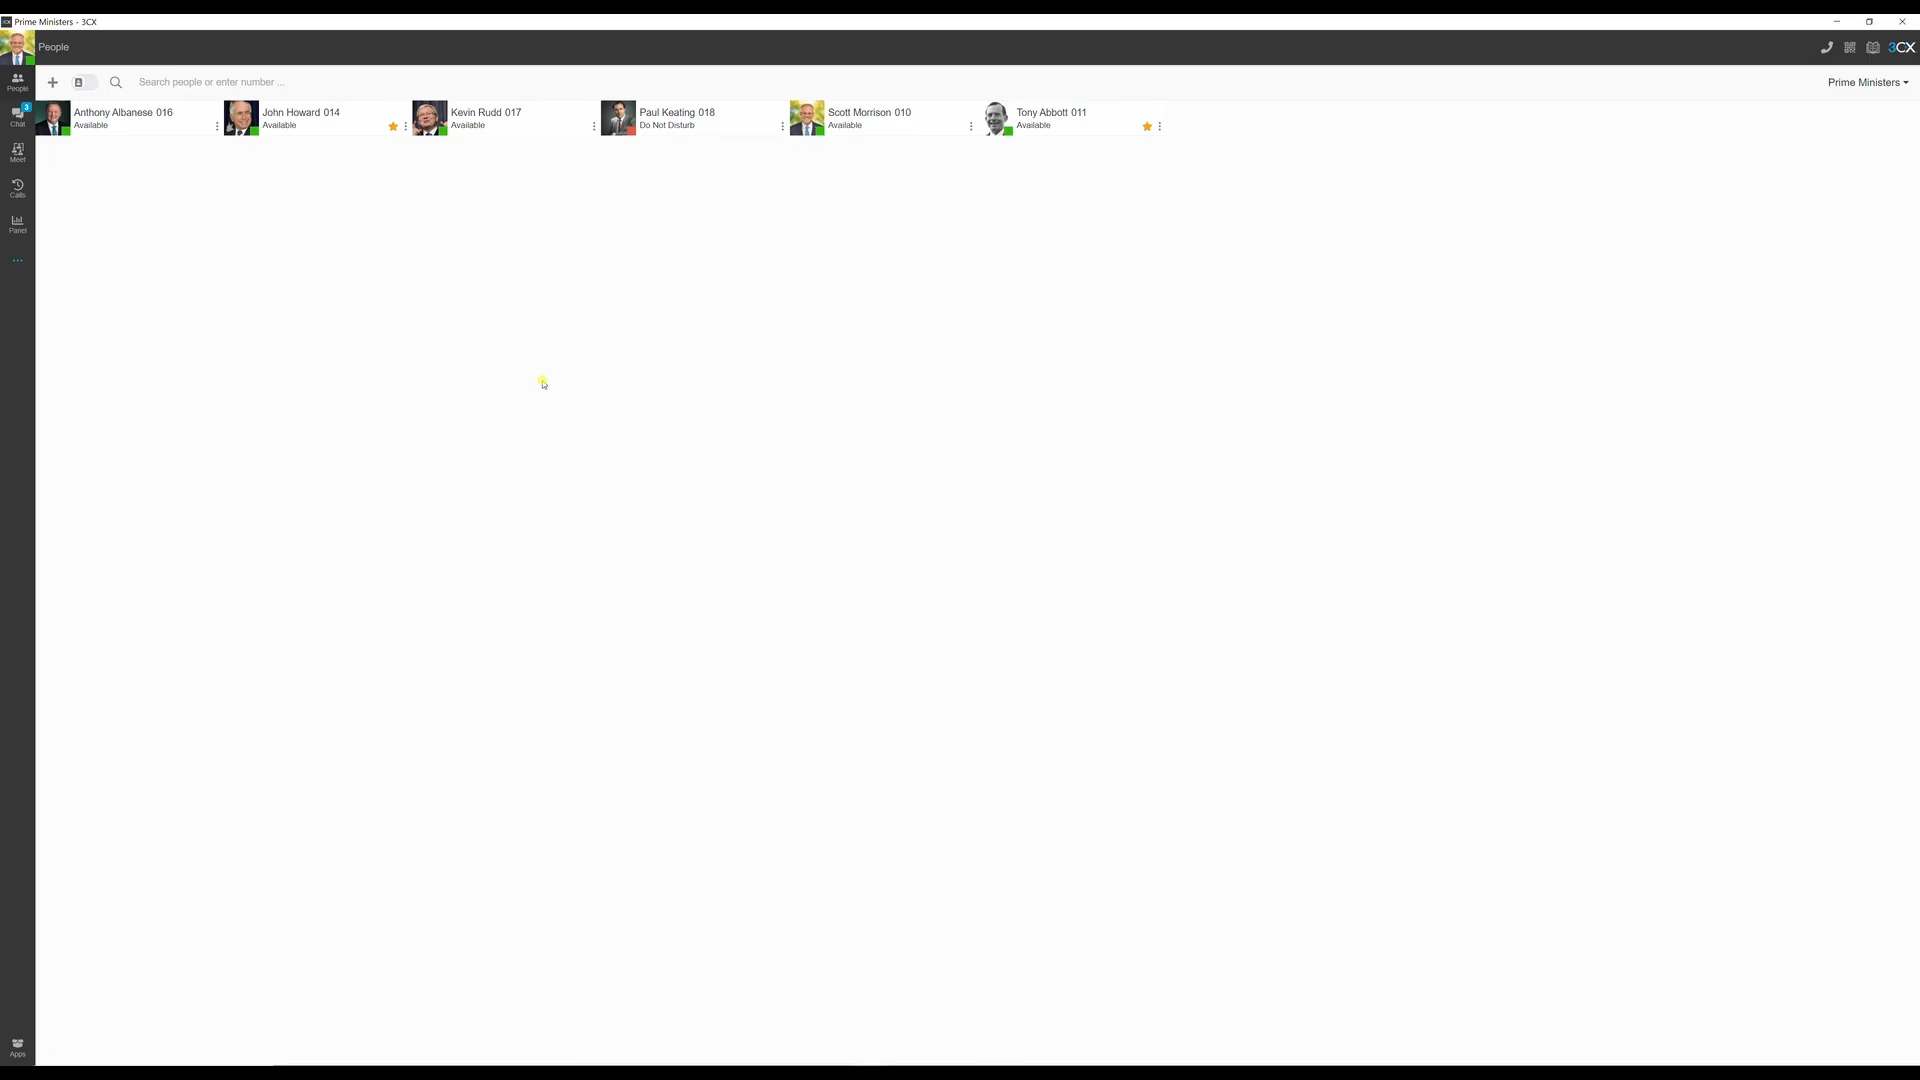 Prime Ministers - 3CX
People
3CX
People
Search people or enter number ...
Prime Ministers
Anthony Albanese 016
Available
John Howard 014
Available
Kevin Rudd 017
Available
Paul Keating 018
Do Not Disturb
Scott Morrison 010
Available
Tony Abbott 011
Available
3
Chat
Meet
Calls
Panel
Apps